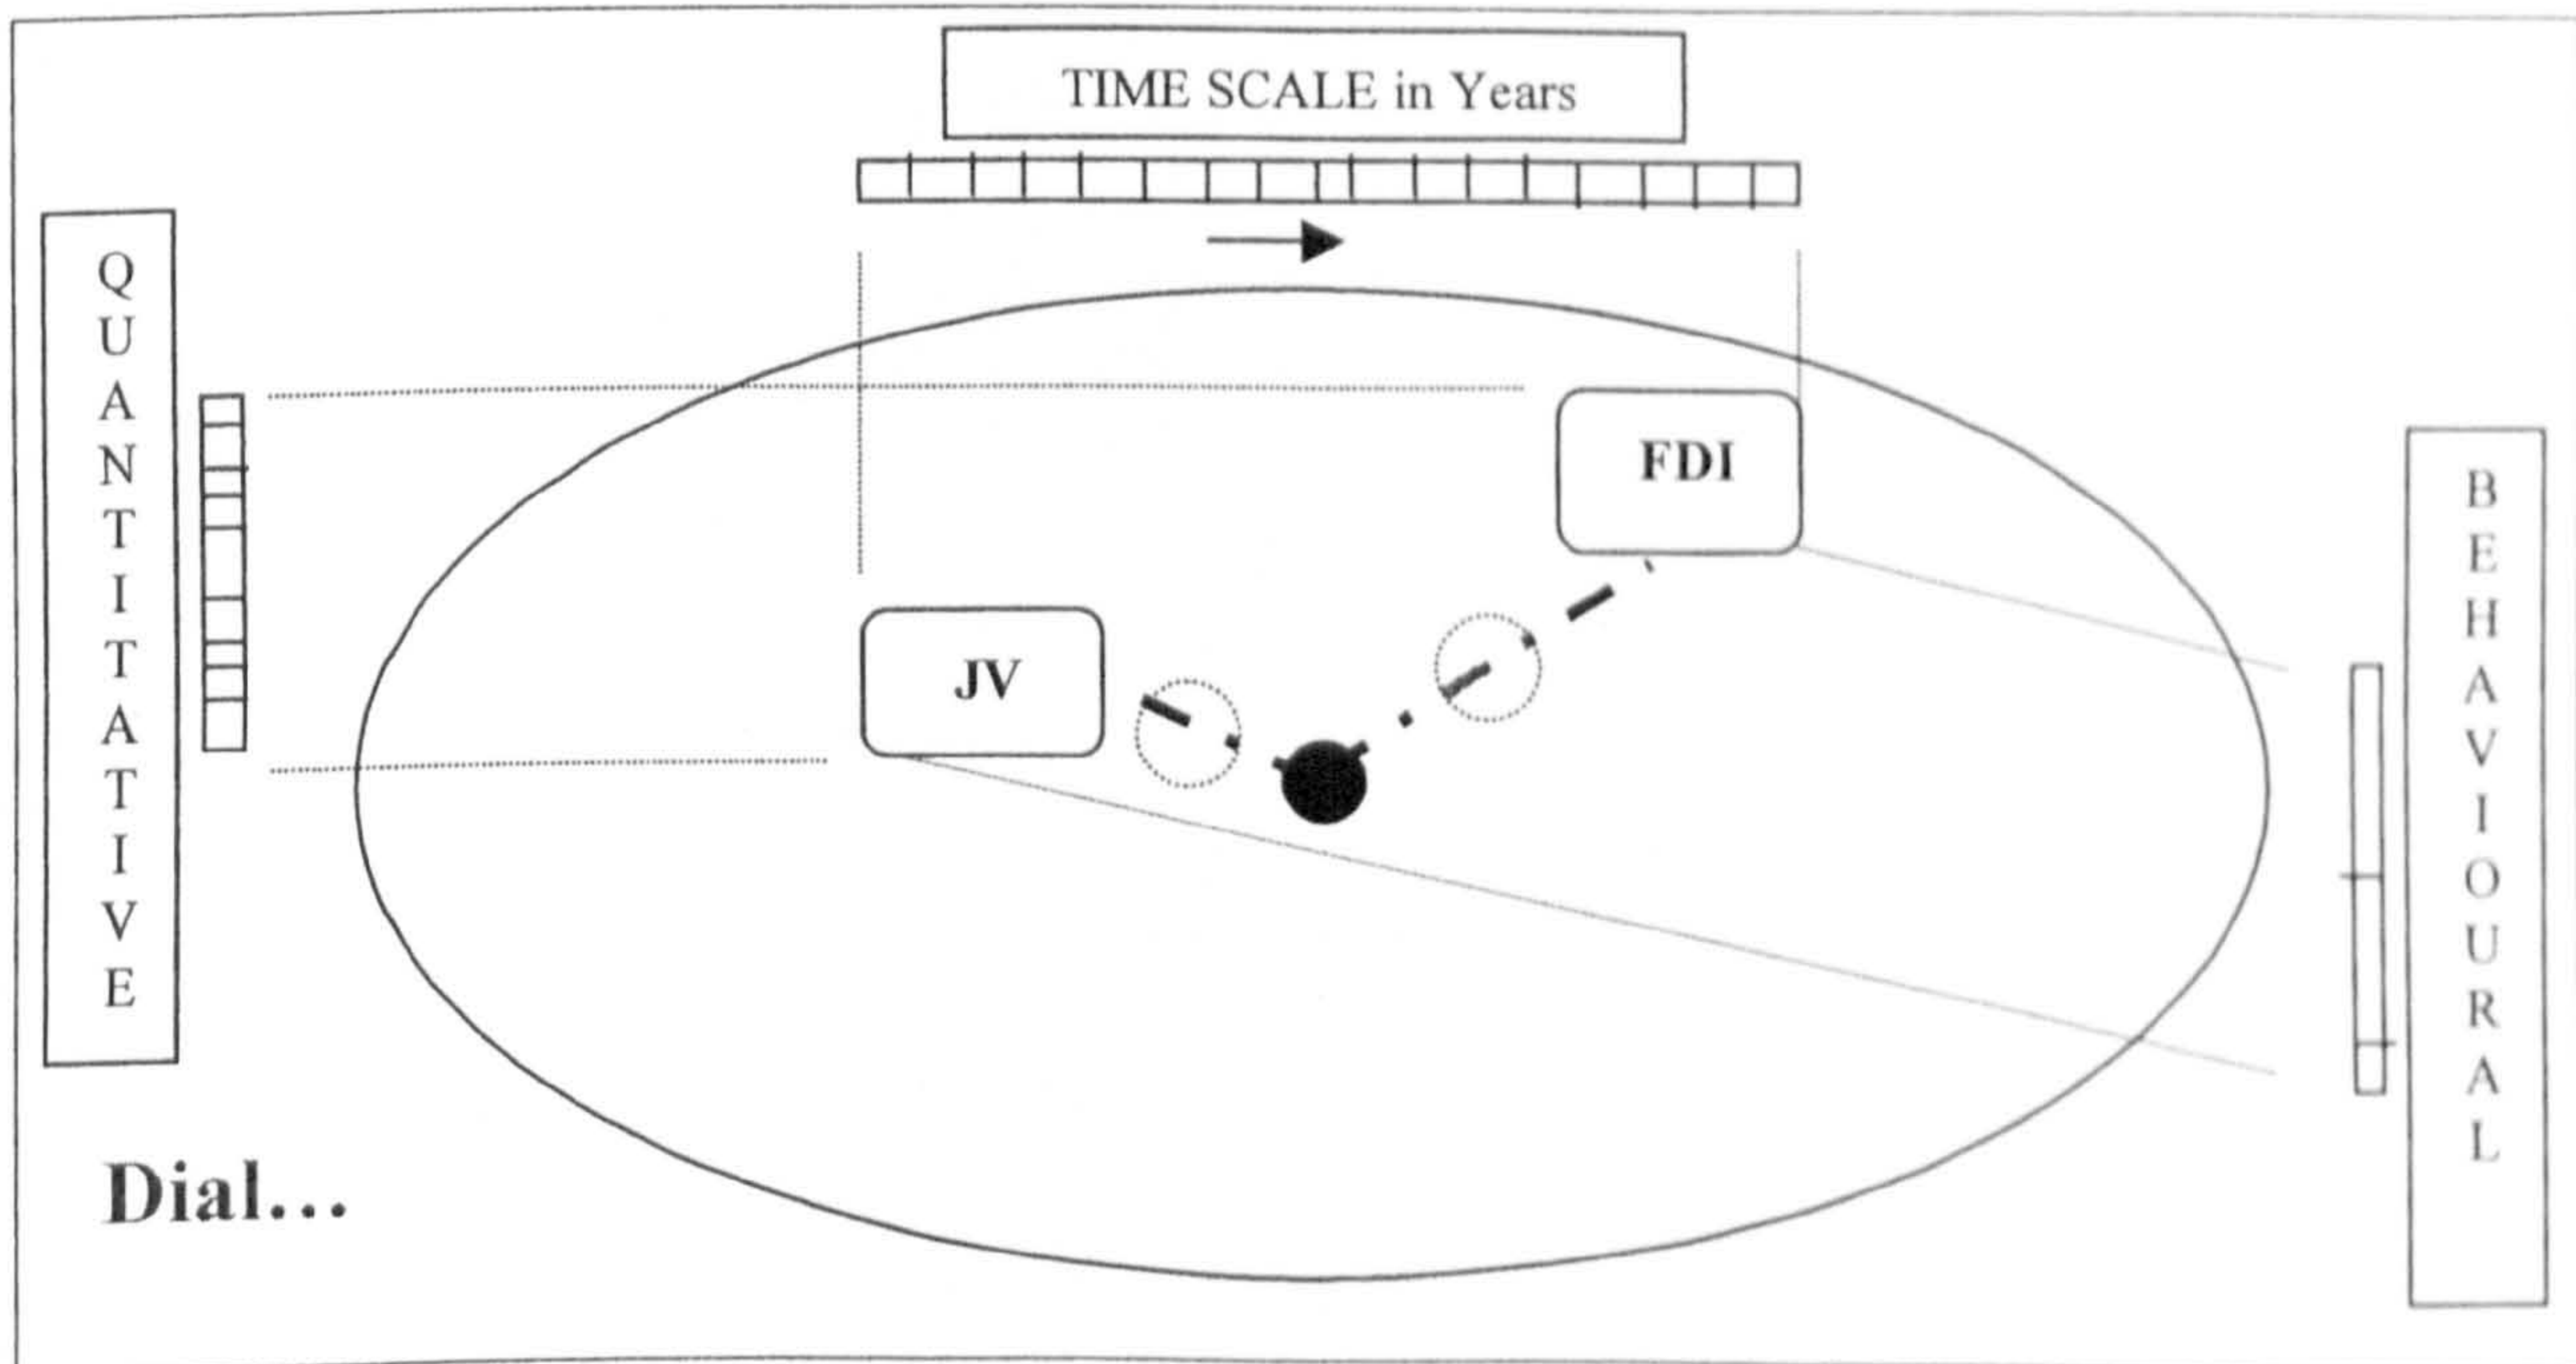 TIME SCALE in Years
QUANTITATIVE
FDI
JV
BEHAVIOURAL
Dial...